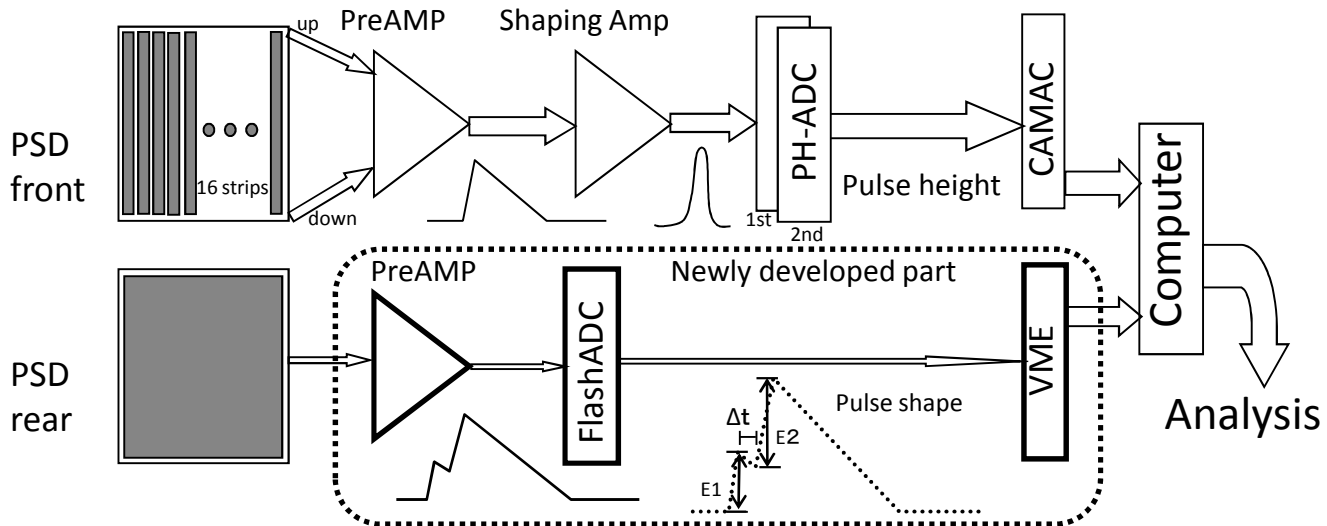 PreAMP
Shaping Amp
up
PSD
front
16 strips
down
PH-ADC
1st
2nd
Pulse height
CAMAC
Computer
PreAMP
Newly developed part
PSD
rear
FlashADC
Δt
E1
E2
Pulse shape
VME
Analysis